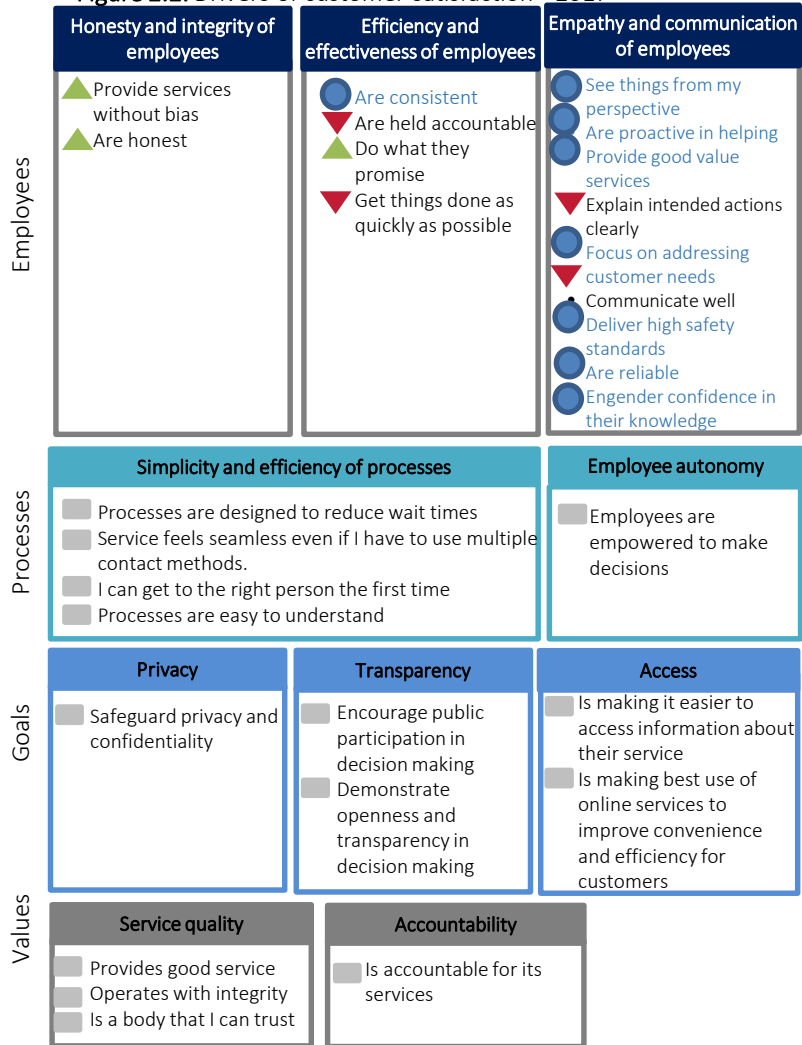 Figure 2.2: Drivers of customer satisfaction – 2017
Employees
Honesty and integrity of
employees
Provide services
without bias
Are honest
Efficiency and
effectiveness of employees
Are consistent
Are held accountable
Do what they
promise
Get things done as
quickly as possible
Empathy and communication
of employees
See things from my
perspective
Are proactive in helping
Provide good value
services
Explain intended actions
clearly
Focus on addressing
customer needs
• Communicate well
Deliver high safety
standards
Are reliable
Engender confidence in
their knowledge
Processes
Simplicity and efficiency of processes
Processes are designed to reduce wait times
Service feels seamless even if I have to use multiple
contact methods.
I can get to the right person the first time
Processes are easy to understand
Employee autonomy
Employees are
empowered to make
decisions
Goals
Privacy
Safeguard privacy and
confidentiality
Transparency
Encourage public
participation in
decision making
Demonstrate
openness and
transparency in
decision making
Access
Is making it easier to
access information about
their service
Is making best use of
online services to
improve convenience
and efficiency for
customers
Values
Service quality
Provides good service
Operates with integrity
Is a body that I can trust
Accountability
Is accountable for its
services